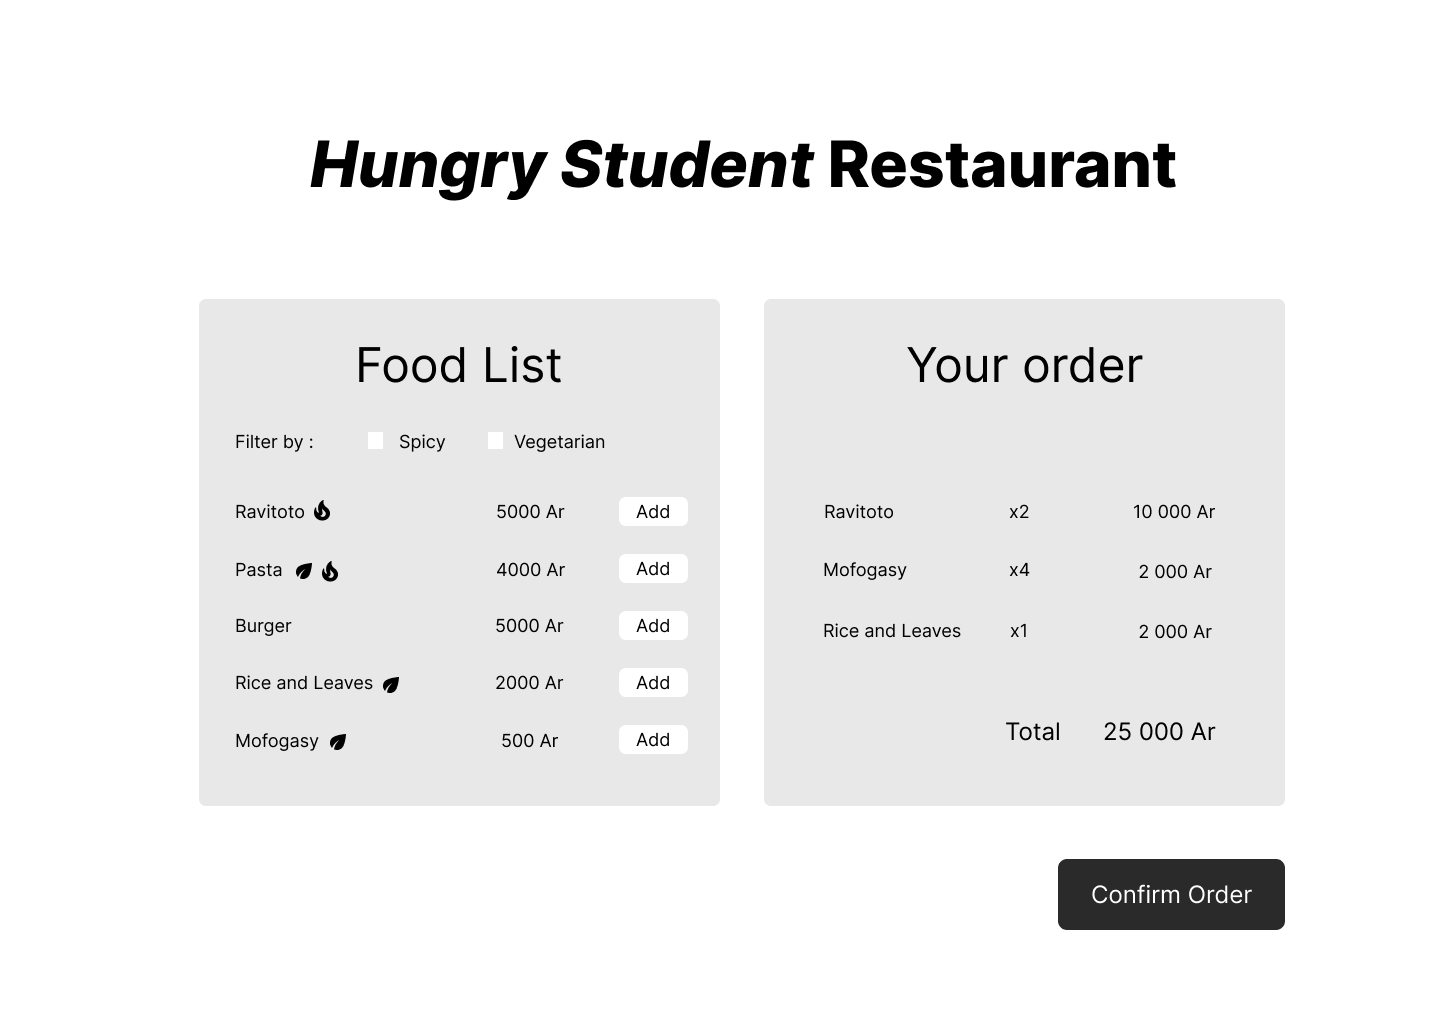 Hungry Student Restaurant
Food List
Filter by : Spicy Vegetarian
Ravitoto 5000 Ar Add
Pasta 4000 Ar Add
Burger 5000 Ar Add
Rice and Leaves 2000 Ar Add
Mofogasy 500 Ar Add
Your order
Ravitoto x2 10 000 Ar
Mofogasy x4 2 000 Ar
Rice and Leaves x1 2 000 Ar
Total 25 000 Ar
Confirm Order